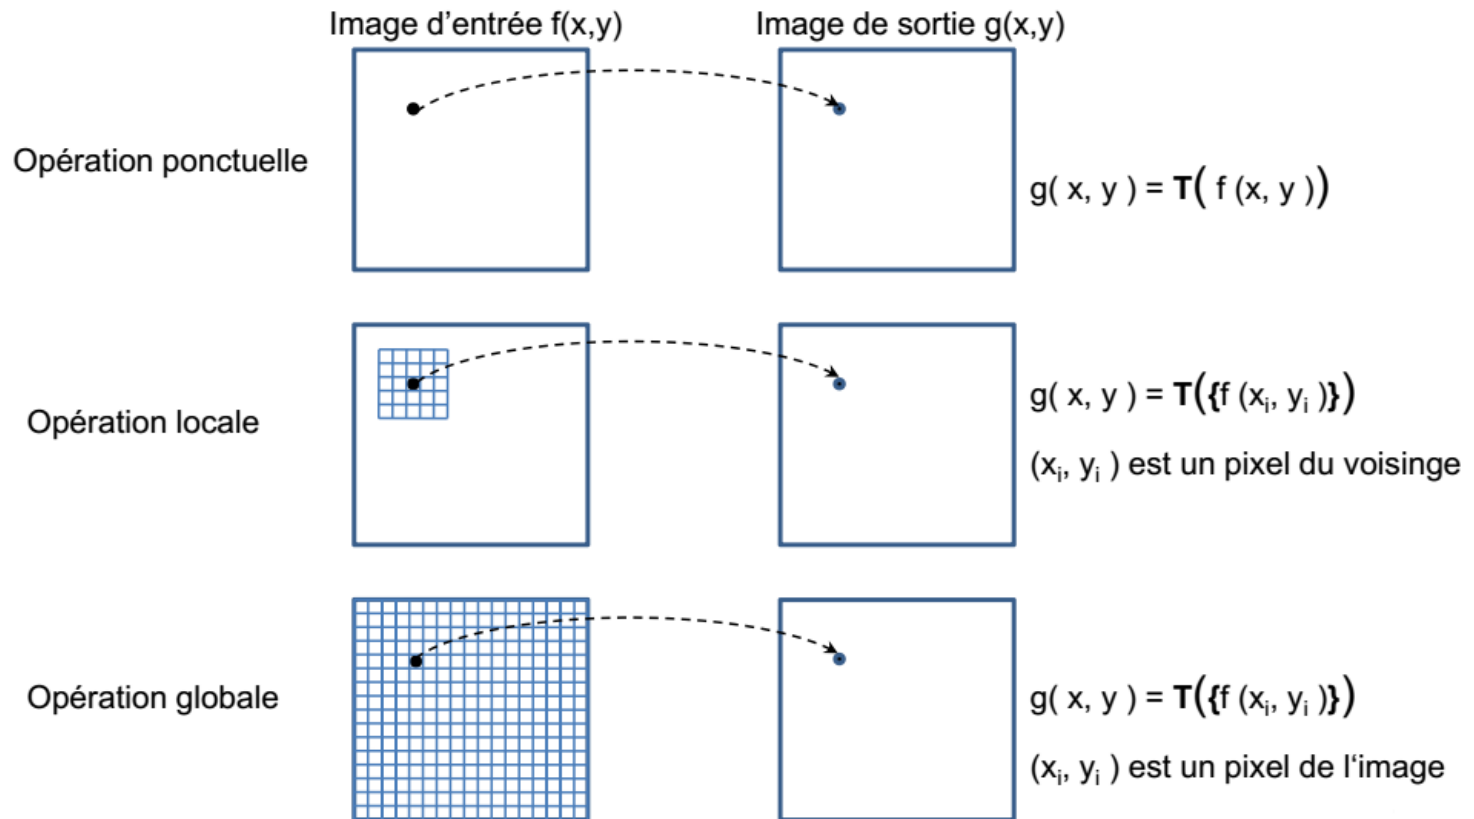 Image d’entrée f(x,y)
Image de sortie g(x,y)
Opération ponctuelle
g( x, y ) = T( f (x, y ))
Opération locale
g( x, y ) = T({f (xᵢ, yᵢ )})
(xᵢ, yᵢ ) est un pixel du voisinge
Opération globale
g( x, y ) = T({f (xᵢ, yᵢ )})
(xᵢ, yᵢ ) est un pixel de l‘image